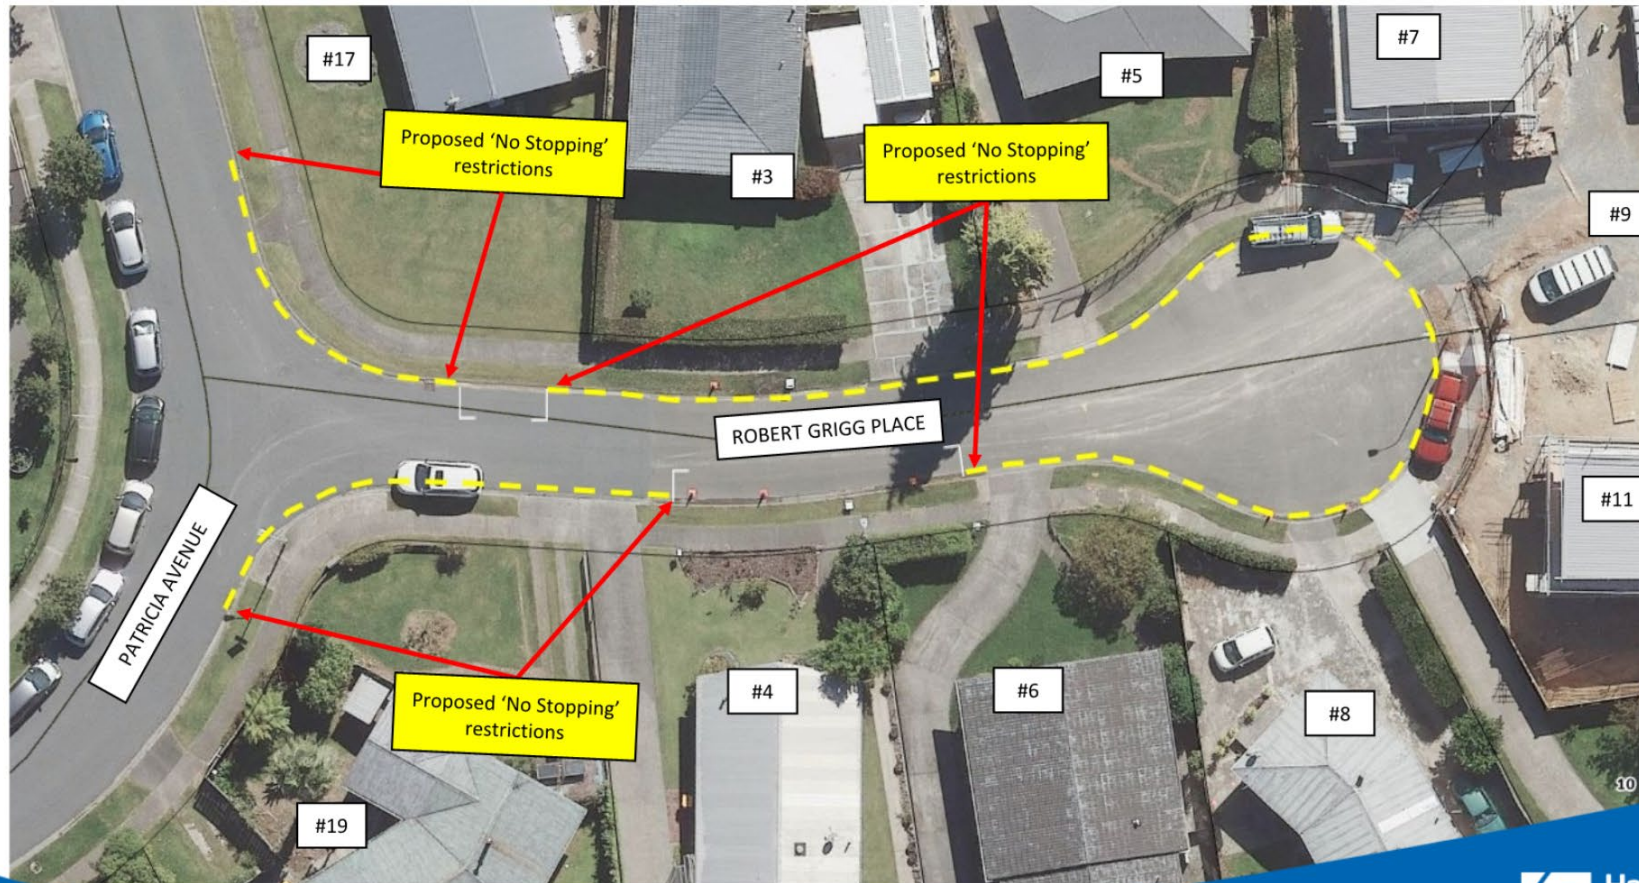 #17
#7
#5
Proposed ‘No Stopping’
restrictions
Proposed ‘No Stopping’
restrictions
#3
#9
ROBERT GRIGG PLACE
#11
PATRICIA AVENUE
Proposed ‘No Stopping’
restrictions
#4
#6
#8
#19
10